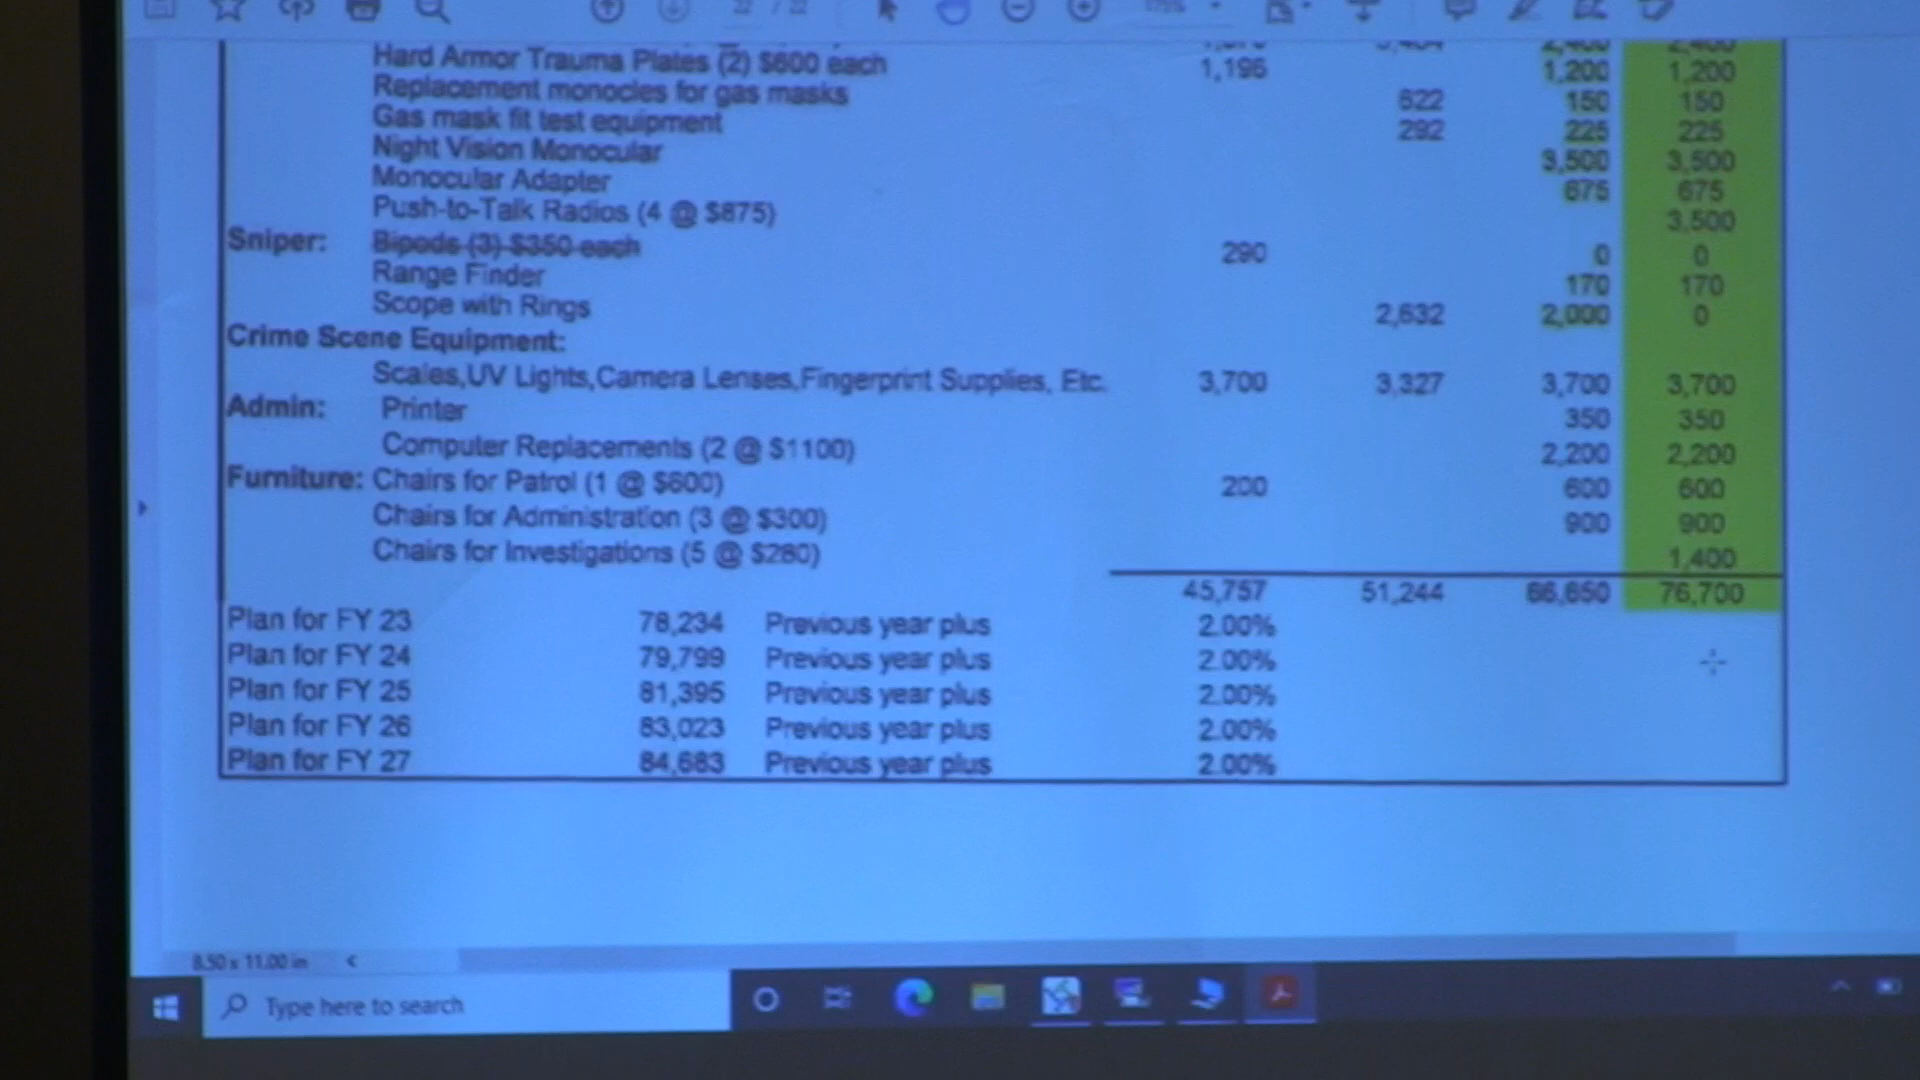 2,400 2,400
Hard Armor Trauma Plates (2) $600 each 1,196 1,200 1,200
Replacement monocles for gas masks 622 150 150
Gas mask fit test equipment 292 225 225
Night Vision Monocular 3,500 3,500
Monocular Adapter 675 675
Push-to-Talk Radios (4 @ $875) 3,500
Sniper: Bipods (3) $350 each 290 0 0
Range Finder 170 170
Scope with Rings 2,632 2,000 0
Crime Scene Equipment:
Scales,UV Lights,Camera Lenses,Fingerprint Supplies, Etc. 3,700 3,327 3,700 3,700
Admin: Printer 350 350
Computer Replacements (2 @ $1100) 2,200 2,200
Furniture: Chairs for Patrol (1 @ $600) 200 600 600
Chairs for Administration (3 @ $300) 900 900
Chairs for Investigations (5 @ $280) 1,400
45,757 51,244 66,650 76,700
Plan for FY 23 78,234 Previous year plus 2.00%
Plan for FY 24 79,799 Previous year plus 2.00%
Plan for FY 25 81,395 Previous year plus 2.00%
Plan for FY 26 83,023 Previous year plus 2.00%
Plan for FY 27 84,683 Previous year plus 2.00%
8.50 x 11.00 in
Type here to search